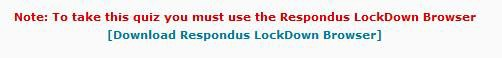 Note: To take this quiz you must use the Respondus LockDown Browser
[Download Respondus LockDown Browser]